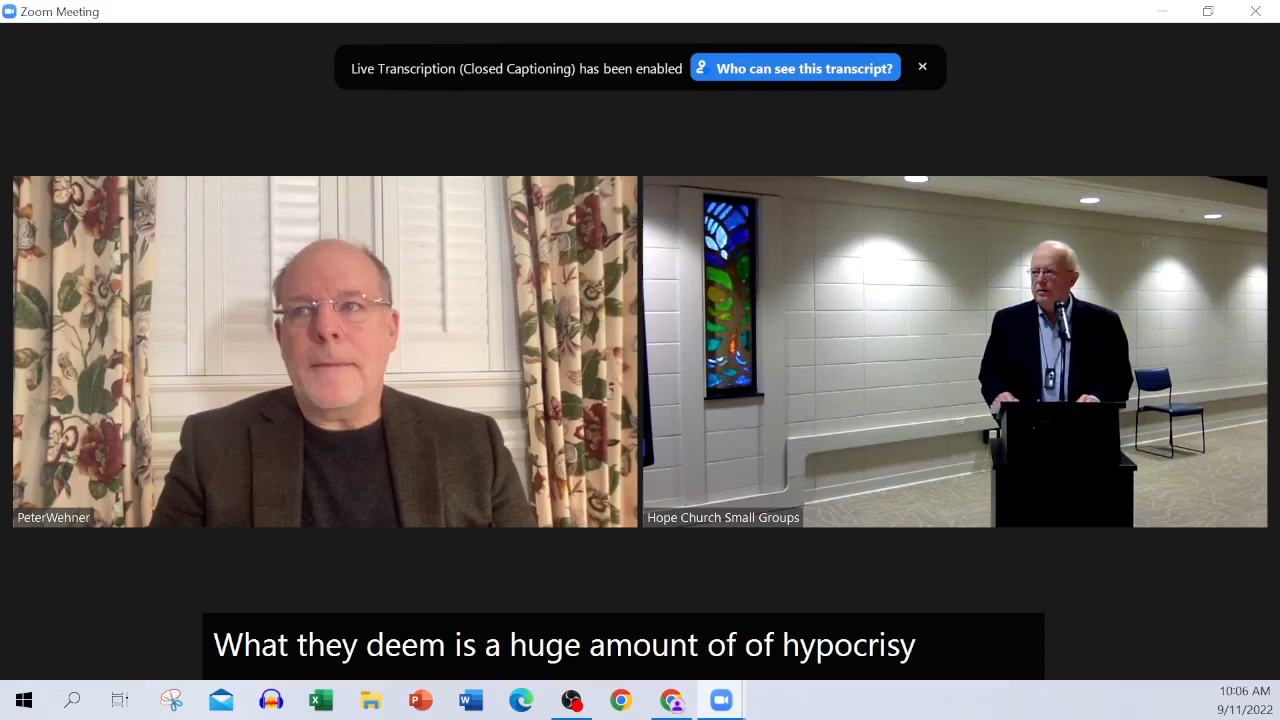 Zoom Meeting
Live Transcription (Closed Captioning) has been enabled Who can see this transcript?
PeterWehner
Hope Church Small Groups
What they deem is a huge amount of of hypocrisy
10:06 AM
9/11/2022